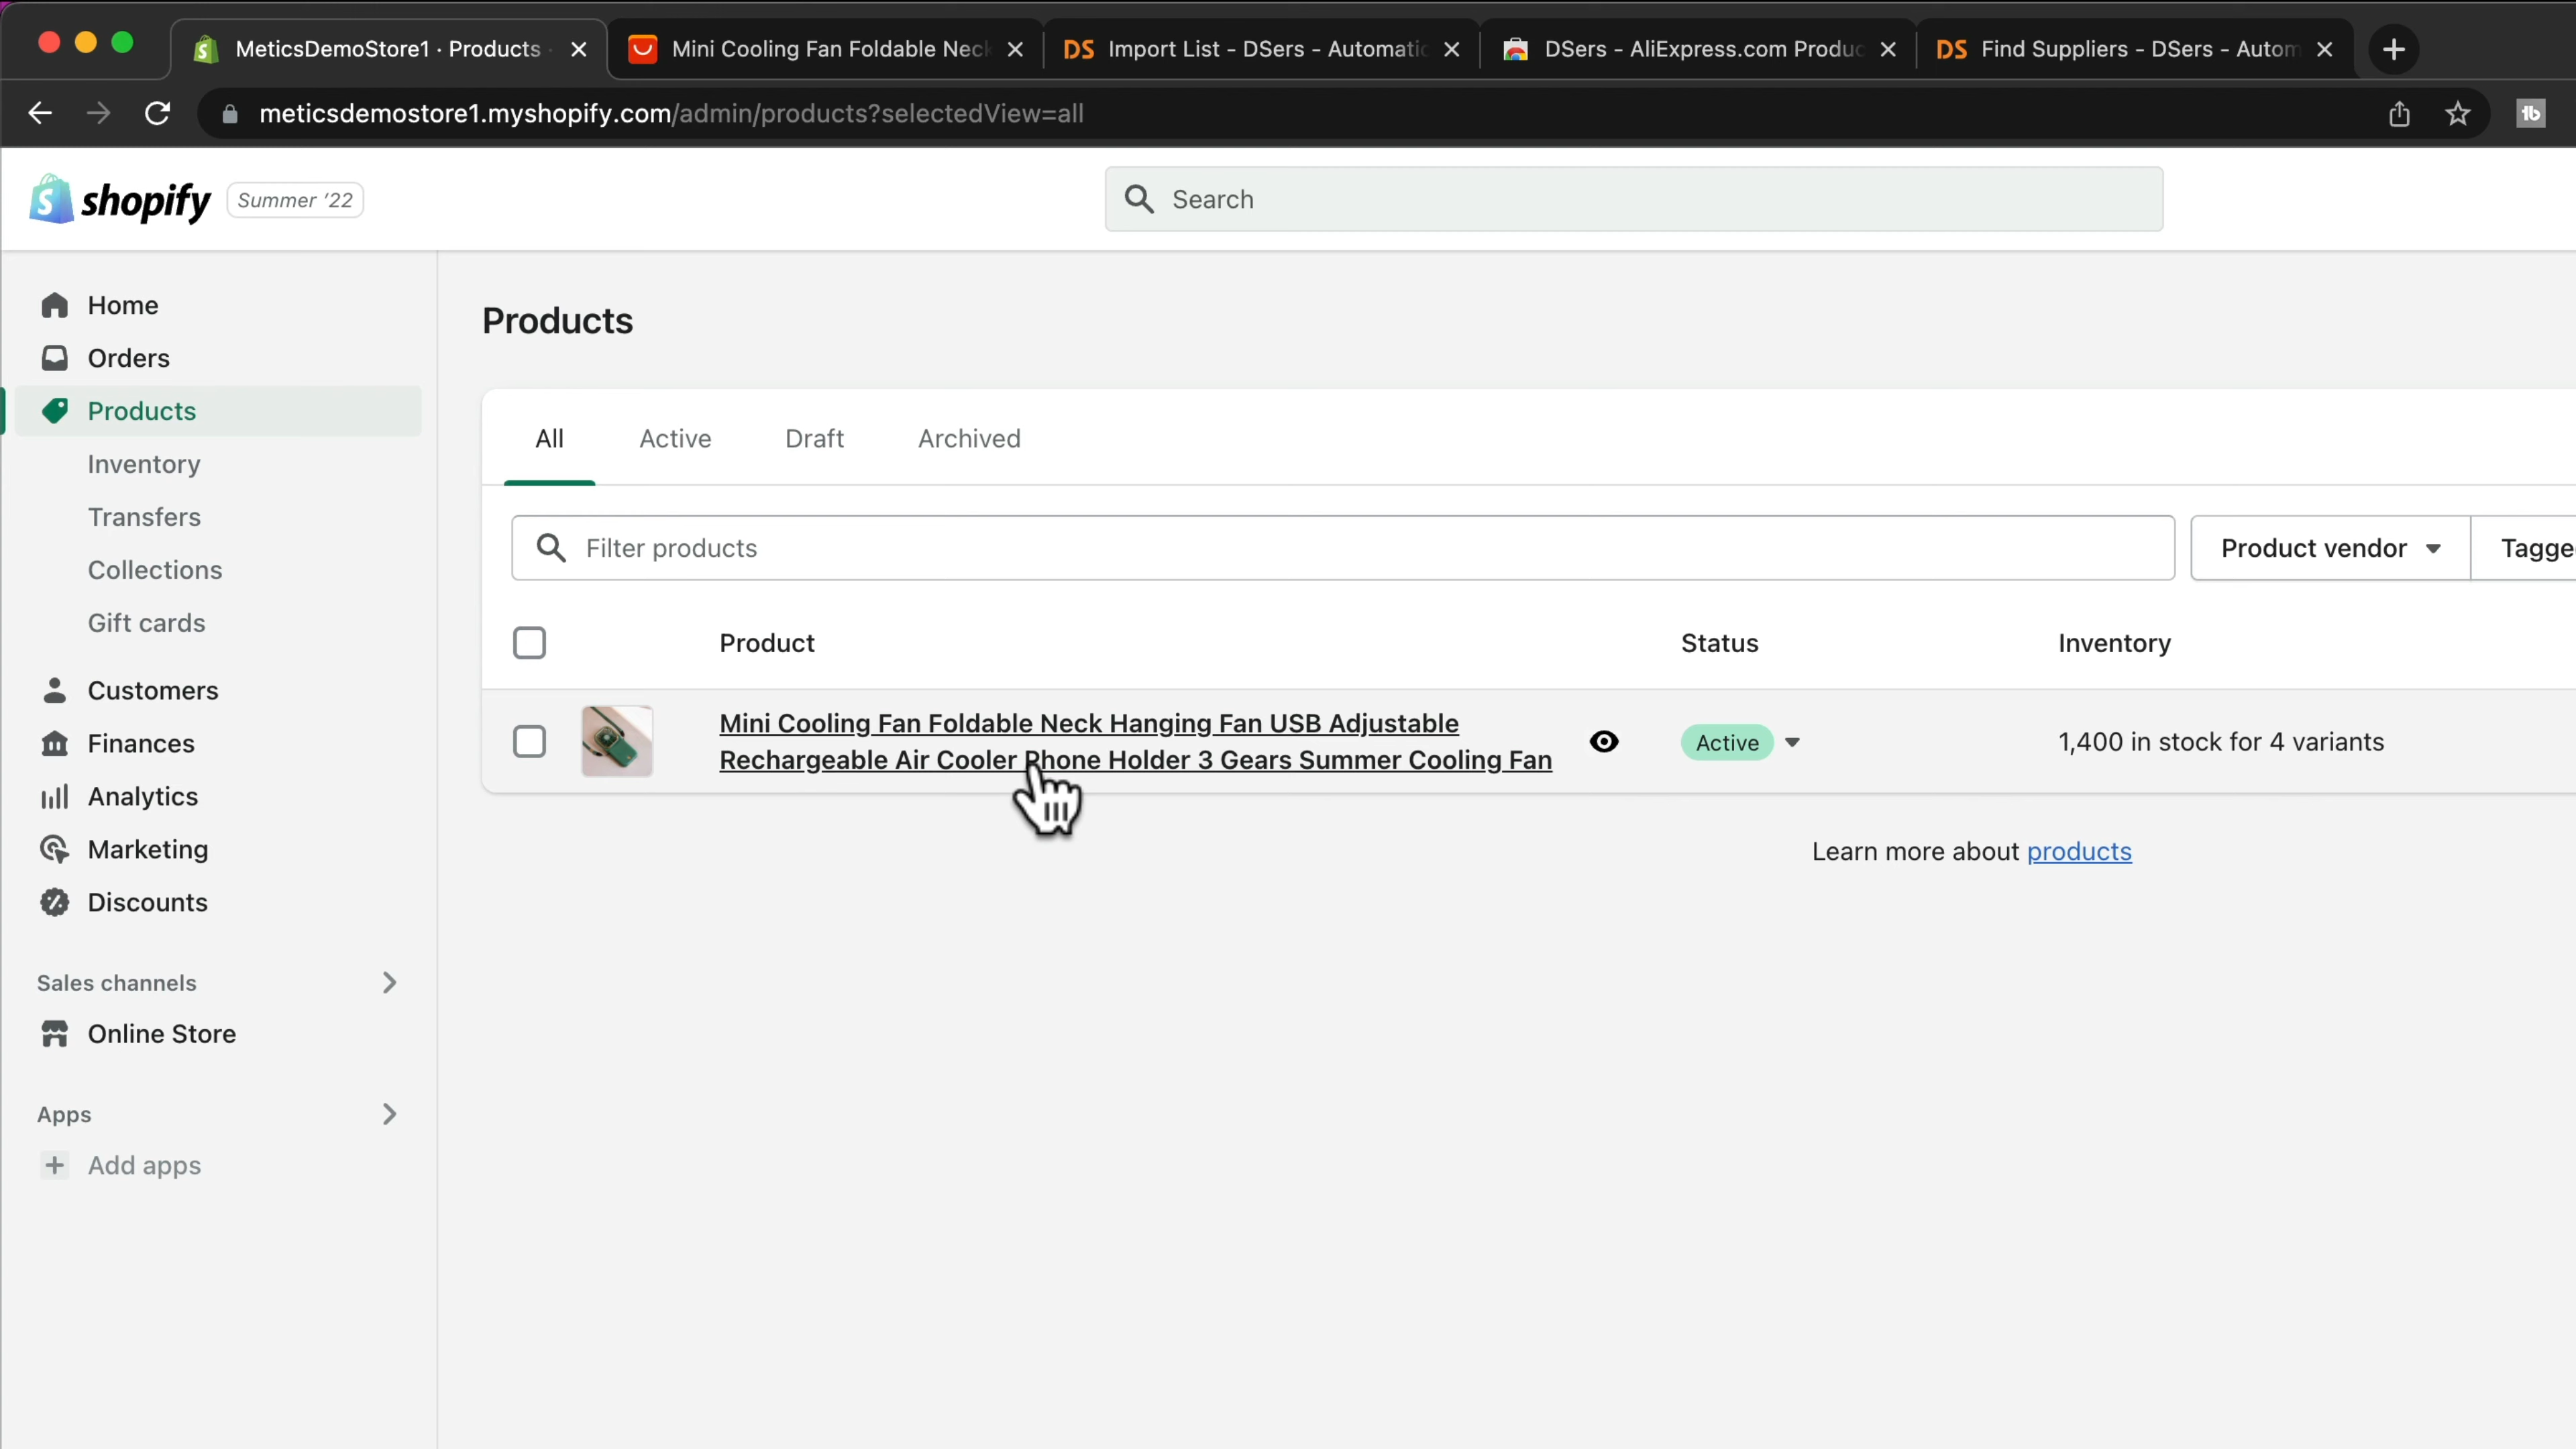 MeticsDemoStore1 · Products
Mini Cooling Fan Foldable Neck
Import List - DSers - Automatic
DSers - AliExpress.com Produc
Find Suppliers - DSers - Autom
meticsdemostore1.myshopify.com/admin/products?selectedView=all
shopify
Summer '22
Search
Home
Orders
Products
Inventory
Transfers
Collections
Gift cards
Customers
Finances
Analytics
Marketing
Discounts
Sales channels
Online Store
Apps
Add apps
Products
All
Active
Draft
Archived
Filter products
Product vendor
Tagge
Product
Status
Inventory
Mini Cooling Fan Foldable Neck Hanging Fan USB Adjustable
Rechargeable Air Cooler Phone Holder 3 Gears Summer Cooling Fan
Active
1,400 in stock for 4 variants
Learn more about products